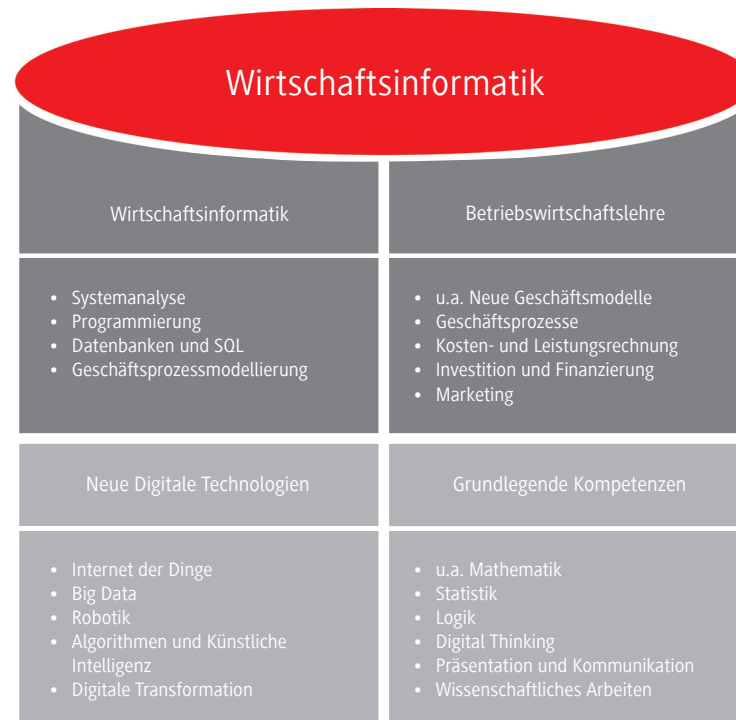 Wirtschaftsinformatik
Wirtschaftsinformatik
• Systemanalyse
• Programmierung
• Datenbanken und SQL
• Geschäftsprozessmodellierung
Betriebswirtschaftslehre
• u.a. Neue Geschäftsmodelle
• Geschäftsprozesse
• Kosten- und Leistungsrechnung
• Investition und Finanzierung
• Marketing
Neue Digitale Technologien
• Internet der Dinge
• Big Data
• Robotik
• Algorithmen und Künstliche
Intelligenz
• Digitale Transformation
Grundlegende Kompetenzen
• u.a. Mathematik
• Statistik
• Logik
• Digital Thinking
• Präsentation und Kommunikation
• Wissenschaftliches Arbeiten